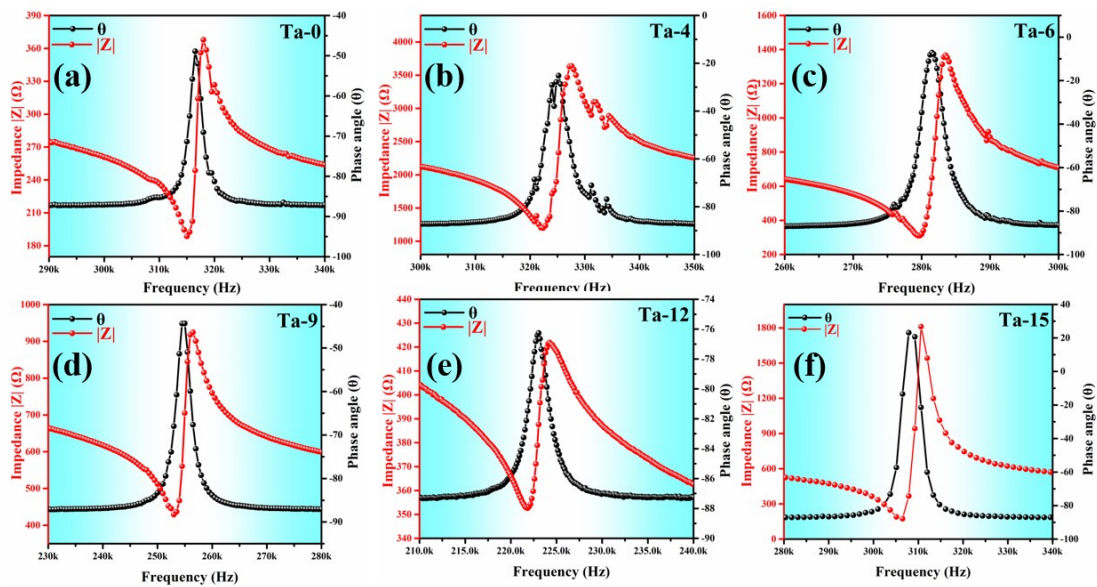 Ta-0
(a)
θ
|Z|
Impedance |Z| (Ω)
390
360
330
300
270
240
210
180
Phase angle (θ)
-40
-50
-60
-70
-80
-90
-100
290k 300k 310k 320k 330k 340k
Frequency (Hz)
Ta-4
(b)
θ
|Z|
Impedance |Z| (Ω)
4000
3500
3000
2500
2000
1500
1000
Phase angle (θ)
0
-20
-40
-60
-80
-100
300k 310k 320k 330k 340k 350k
Frequency (Hz)
Ta-6
(c)
θ
|Z|
Impedance |Z| (Ω)
1600
1400
1200
1000
800
600
400
200
Phase angle (θ)
0
-20
-40
-60
-80
-100
260k 270k 280k 290k 300k
Frequency (Hz)
Ta-9
(d)
θ
|Z|
Impedance |Z| (Ω)
1000
900
800
700
600
500
400
Phase angle (θ)
-40
-50
-60
-70
-80
-90
230k 240k 250k 260k 270k 280k
Frequency (Hz)
Ta-12
(e)
θ
|Z|
Impedance |Z| (Ω)
440
430
420
410
400
390
380
370
360
350
340
Phase angle (θ)
-74
-76
-78
-80
-82
-84
-86
-88
-90
210.0k 220.0k 230.0k 240.0k
Frequency (Hz)
Ta-15
(f)
θ
|Z|
Impedance |Z| (Ω)
1800
1500
1200
900
600
300
0
Phase angle (θ)
40
20
0
-20
-40
-60
-80
-100
280k 290k 300k 310k 320k 330k 340k
Frequency (Hz)